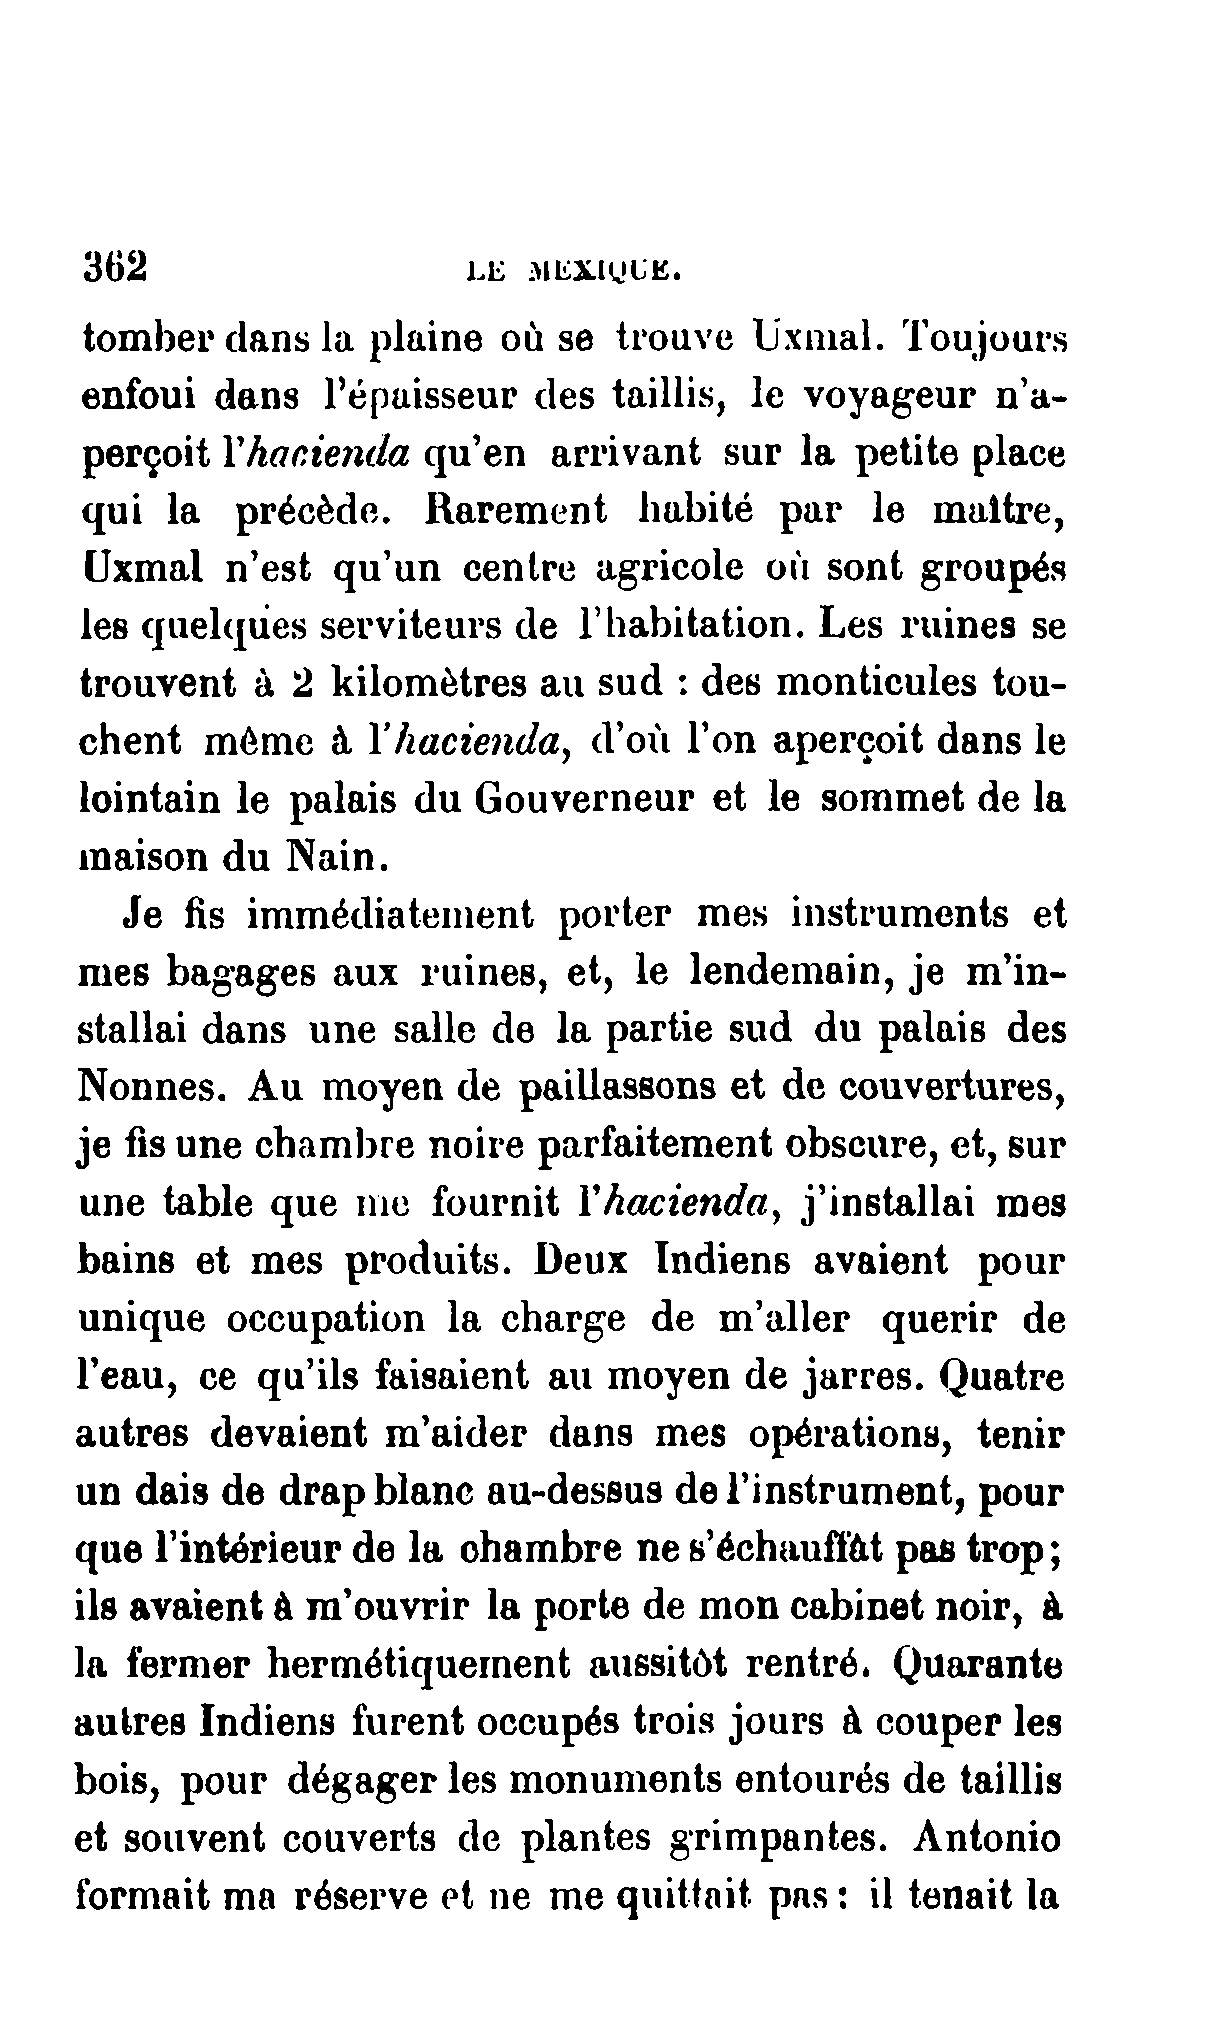 362 LE MEXIQUE.
tomber dans la plaine où se trouve Uxmal. Toujours
enfoui dans l'épaisseur des taillis, le voyageur n'a-
perçoit l'hacienda qu'en arrivant sur la petite place
qui la précède. Rarement habité par le maître,
Uxmal n'est qu'un centre agricole où sont groupés
les quelques serviteurs de l'habitation. Les ruines se
trouvent à 2 kilomètres au sud : des monticules tou-
chent même à l'hacienda, d'où l'on aperçoit dans le
lointain le palais du Gouverneur et le sommet de la
maison du Nain.
Je fis immédiatement porter mes instruments et
mes bagages aux ruines, et, le lendemain, je m'in-
stallai dans une salle de la partie sud du palais des
Nonnes. Au moyen de paillassons et de couvertures,
je fis une chambre noire parfaitement obscure, et, sur
une table que me fournit l'hacienda, j'installai mes
bains et mes produits. Deux Indiens avaient pour
unique occupation la charge de m'aller querir de
l'eau, ce qu'ils faisaient au moyen de jarres. Quatre
autres devaient m'aider dans mes opérations, tenir
un dais de drap blanc au-dessus de l'instrument, pour
que l'intérieur de la chambre ne s'échauffât pas trop;
ils avaient à m'ouvrir la porte de mon cabinet noir, à
la fermer hermétiquement aussitôt rentré. Quarante
autres Indiens furent occupés trois jours à couper les
bois, pour dégager les monuments entourés de taillis
et souvent couverts de plantes grimpantes. Antonio
formait ma réserve et ne me quittait pas : il tenait la